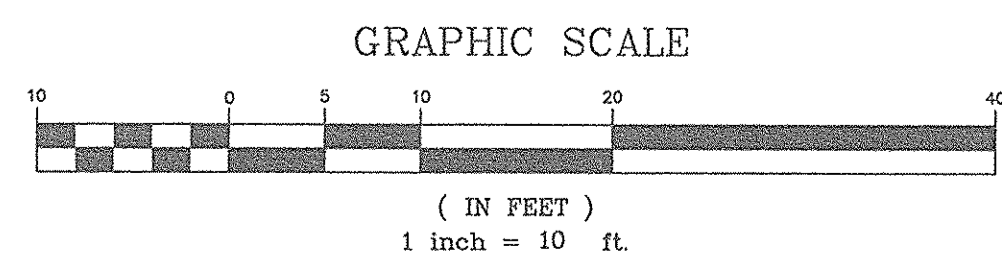 GRAPHIC SCALE
10 0 5 10 20 40
( IN FEET )
1 inch = 10 ft.